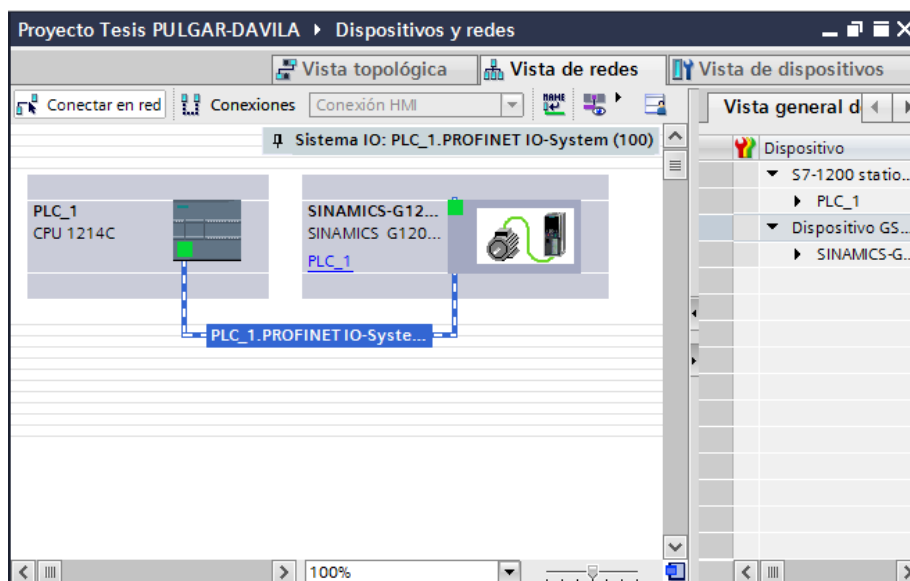 Proyecto Tesis PULGAR-DAVILA ▸ Dispositivos y redes
Vista topológica
Vista de redes
Vista de dispositivos
Conectar en red
Conexiones
Conexión HMI
NAME
Vista general d
Sistema IO: PLC_1.PROFINET IO-System (100)
Dispositivo
S7-1200 statio...
PLC_1
Dispositivo GS...
SINAMICS-G...
PLC_1
CPU 1214C
SINAMICS-G12...
SINAMICS G120...
PLC_1
PLC_1.PROFINET IO-Syste...
100%